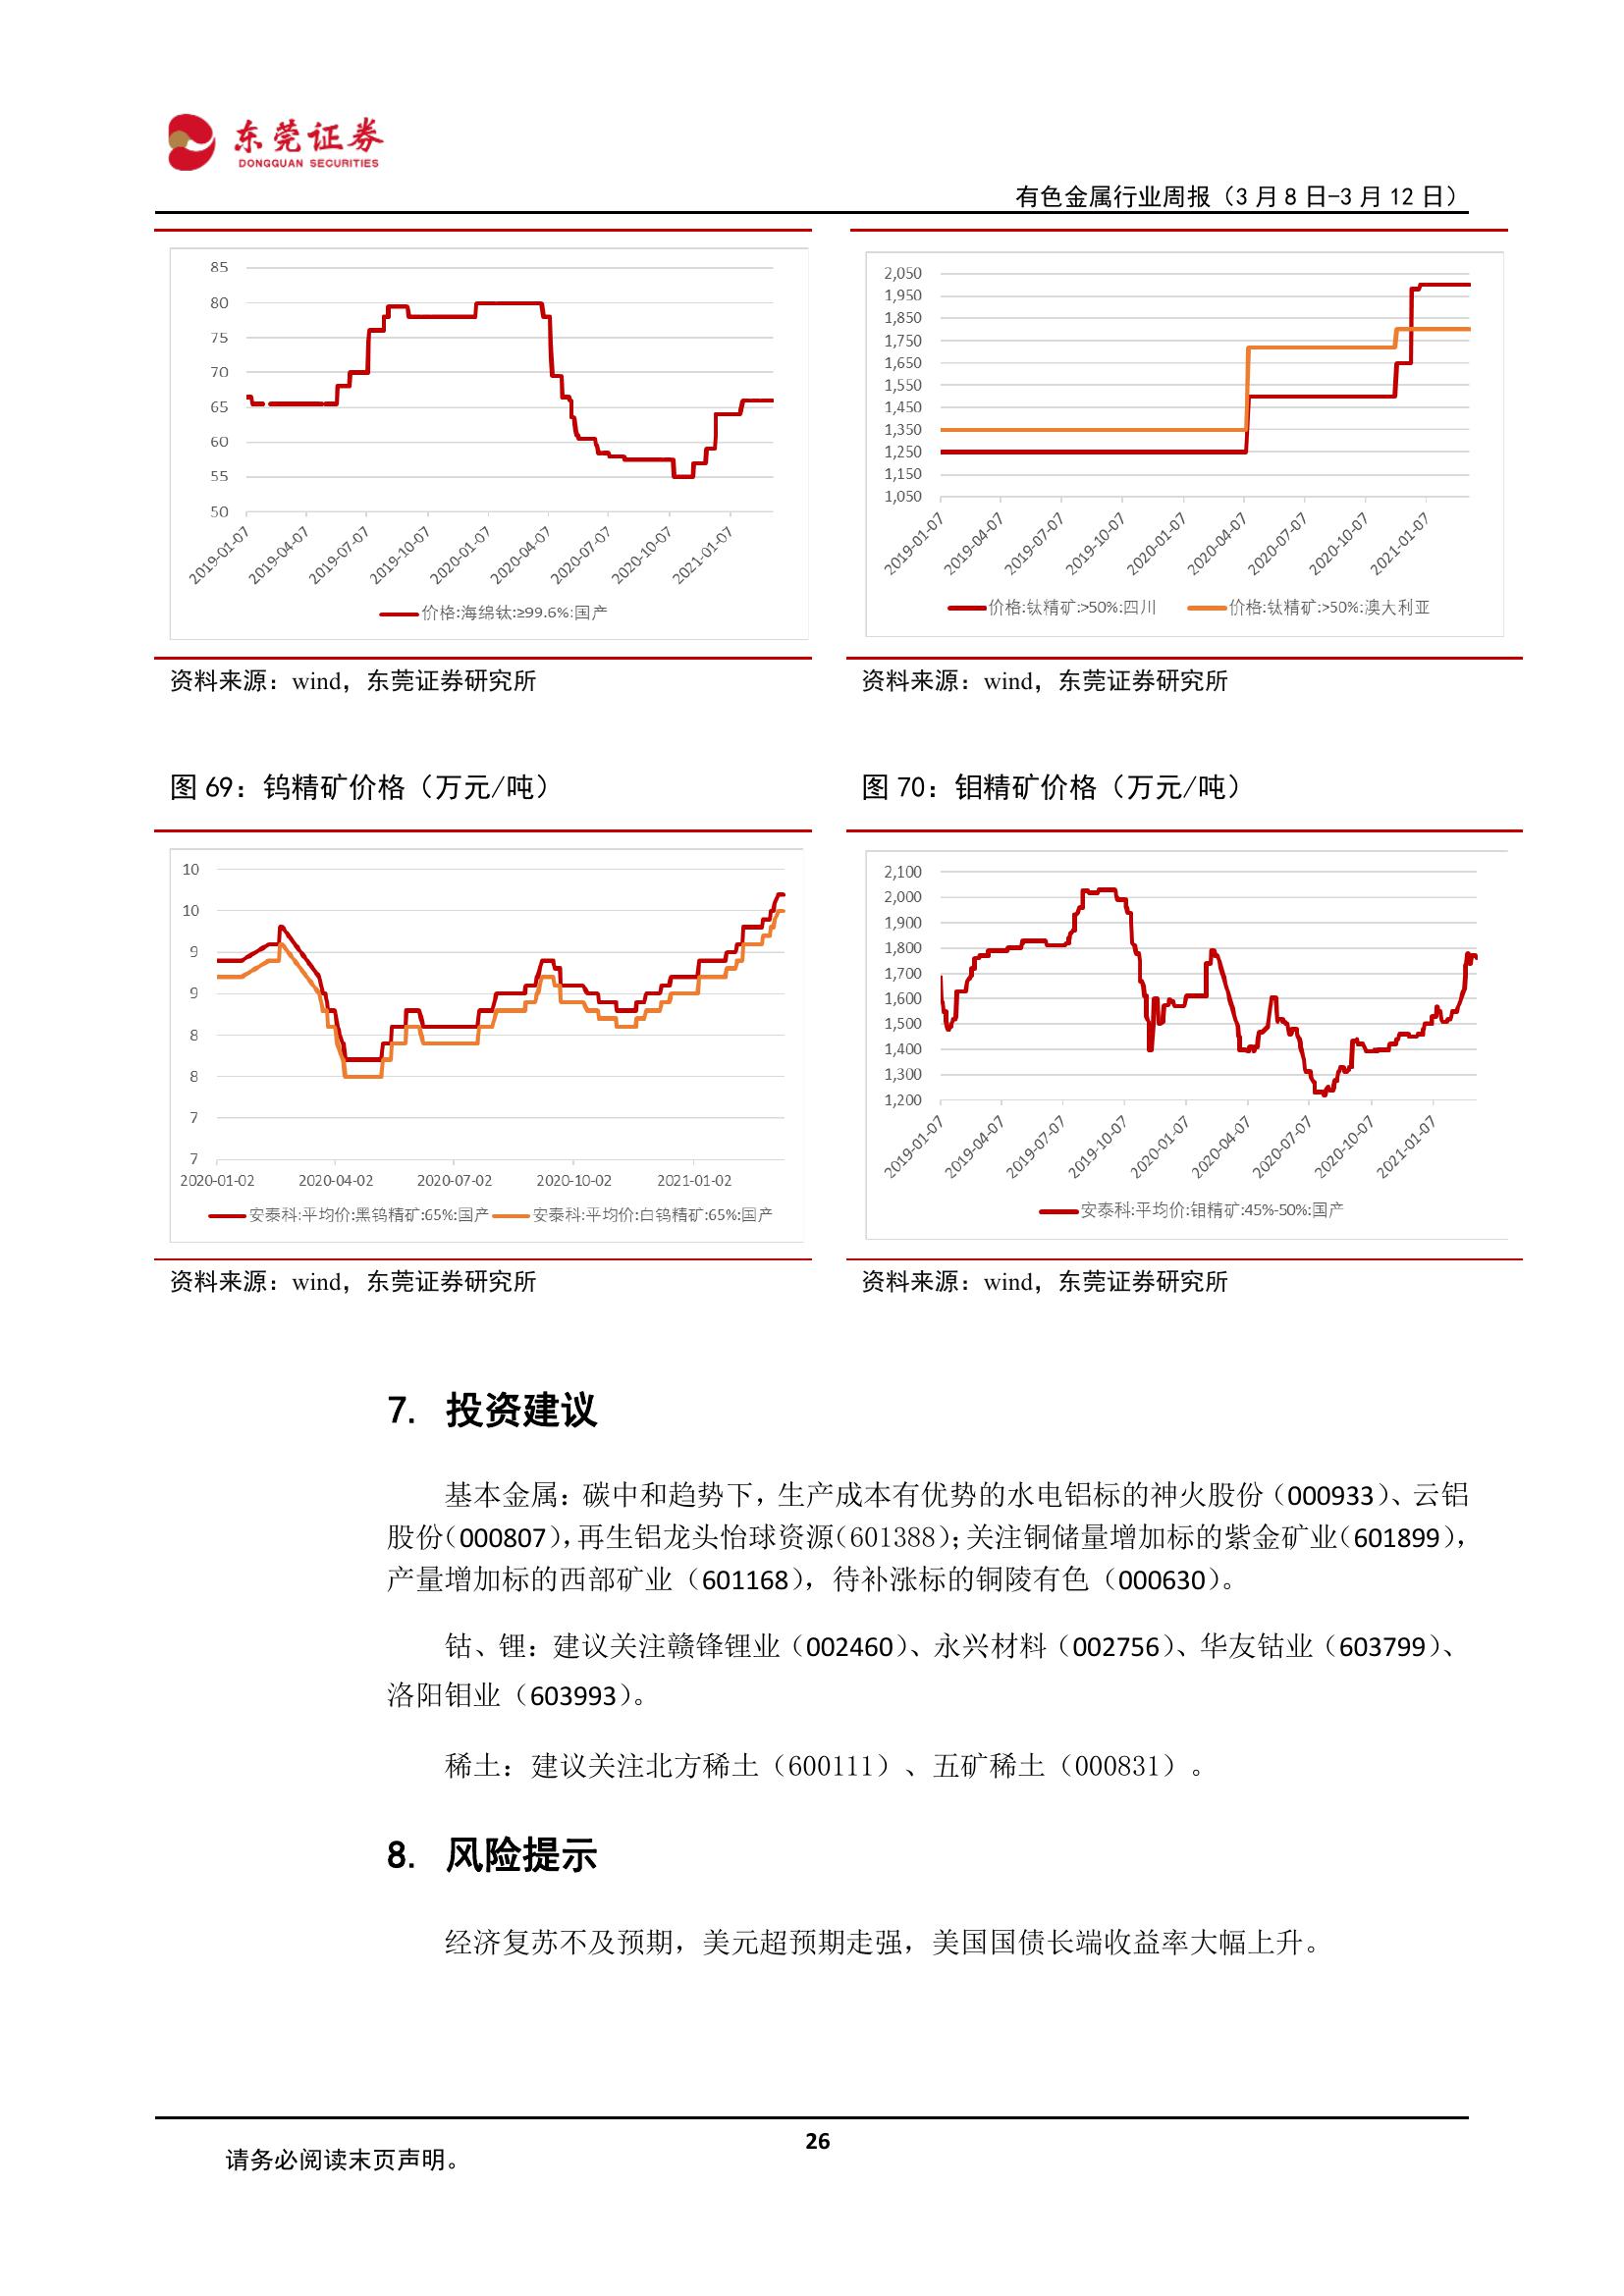 东莞证券
DONGGUAN SECURITIES
有色金属行业周报（3 月 8 日-3 月 12 日）
85
80
75
70
65
60
55
50
2019-01-07
2019-04-07
2019-07-07
2019-10-07
2020-01-07
2020-04-07
2020-07-07
2020-10-07
2021-01-07
价格:海绵钛:≥99.6%:国产
2,050
1,950
1,850
1,750
1,650
1,550
1,450
1,350
1,250
1,150
1,050
2019-01-07
2019-04-07
2019-07-07
2019-10-07
2020-01-07
2020-04-07
2020-07-07
2020-10-07
2021-01-07
价格:钛精矿:>50%:四川 价格:钛精矿:>50%:澳大利亚
资料来源：wind，东莞证券研究所
资料来源：wind，东莞证券研究所
图 69：钨精矿价格（万元/吨）
图 70：钼精矿价格（万元/吨）
10
10
9
9
8
8
7
7
2020-01-02 2020-04-02 2020-07-02 2020-10-02 2021-01-02
安泰科:平均价:黑钨精矿:65%:国产 安泰科:平均价:白钨精矿:65%:国产
2,100
2,000
1,900
1,800
1,700
1,600
1,500
1,400
1,300
1,200
2019-01-07
2019-04-07
2019-07-07
2019-10-07
2020-01-07
2020-04-07
2020-07-07
2020-10-07
2021-01-07
安泰科:平均价:钼精矿:45%-50%:国产
资料来源：wind，东莞证券研究所
资料来源：wind，东莞证券研究所
7. 投资建议
基本金属：碳中和趋势下，生产成本有优势的水电铝标的神火股份（000933）、云铝
股份（000807），再生铝龙头怡球资源（601388）；关注铜储量增加标的紫金矿业（601899），
产量增加标的西部矿业（601168），待补涨标的铜陵有色（000630）。
钴、锂：建议关注赣锋锂业（002460）、永兴材料（002756）、华友钴业（603799）、
洛阳钼业（603993）。
稀土：建议关注北方稀土（600111）、五矿稀土（000831）。
8. 风险提示
经济复苏不及预期，美元超预期走强，美国国债长端收益率大幅上升。
26
请务必阅读末页声明。